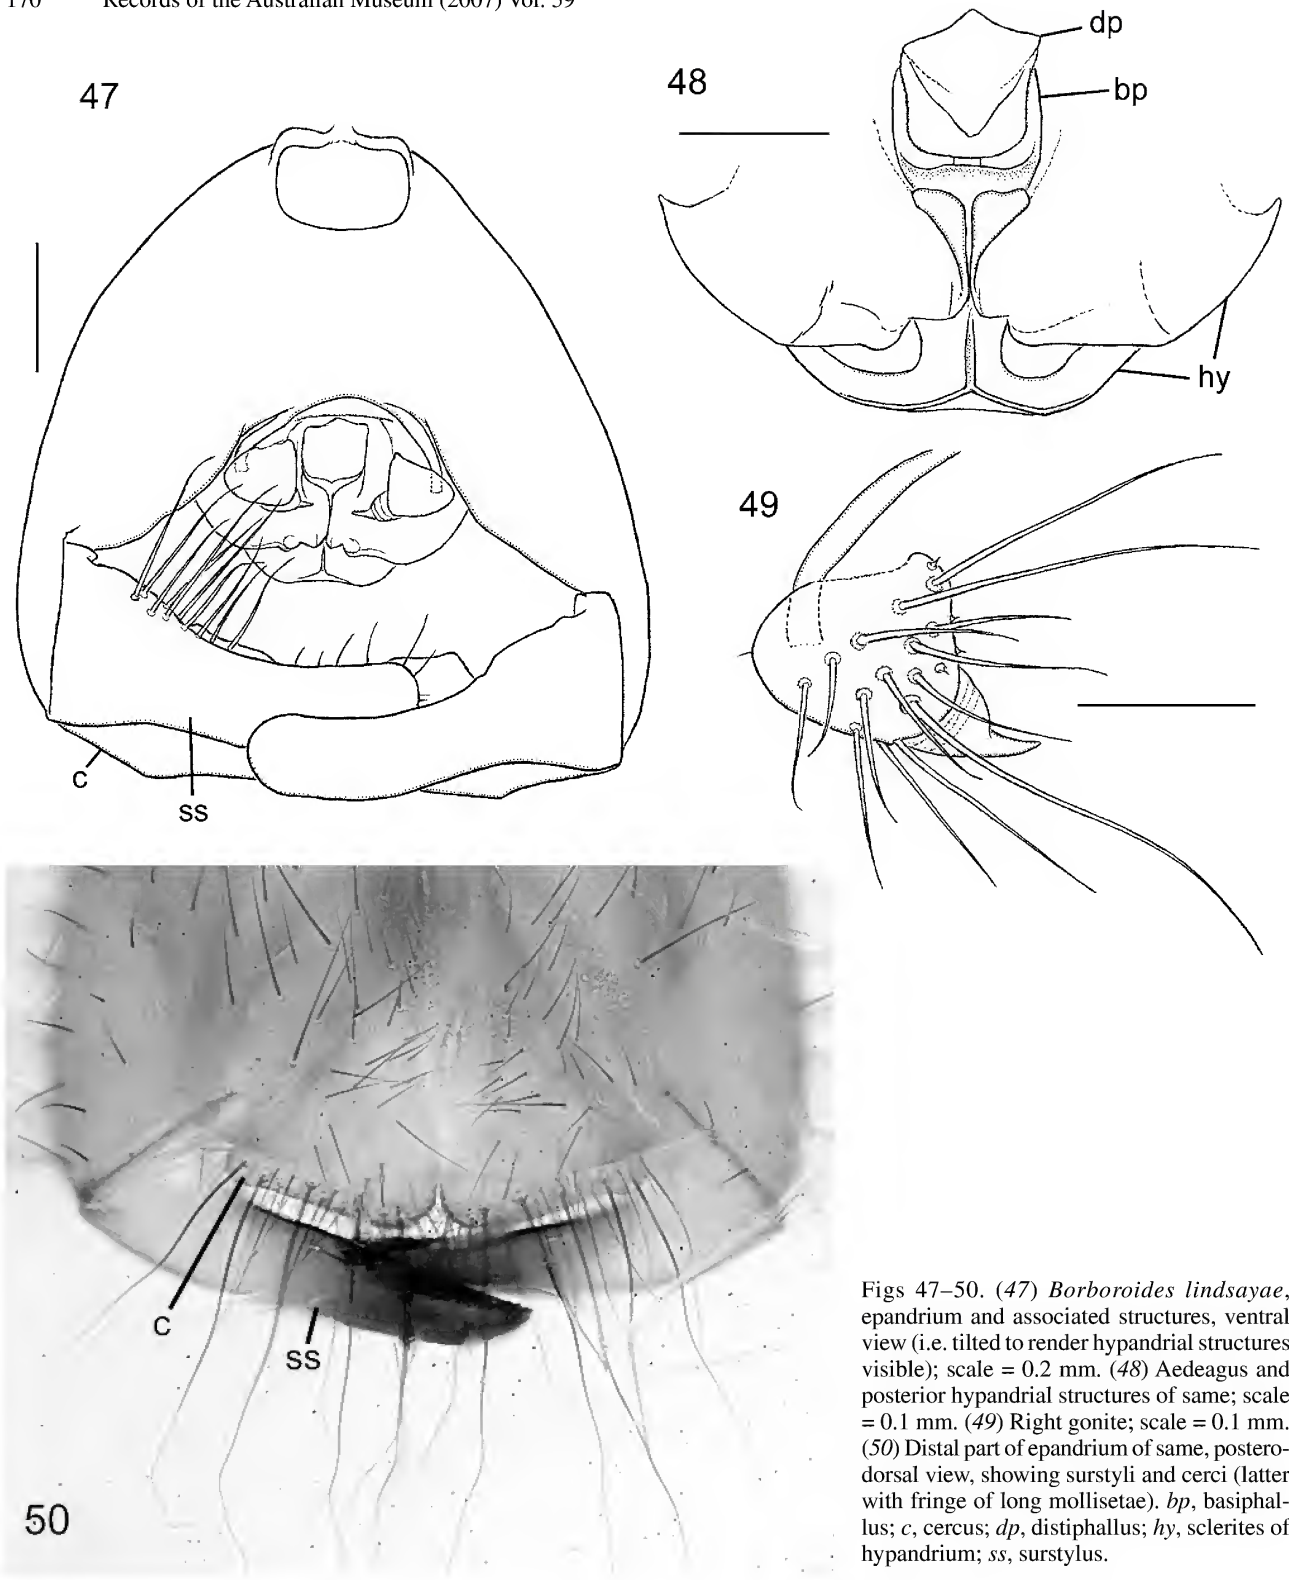 170 Records of the Australian Museum (2007) Vol. 59
47
48
dp
bp
hy
49
c
ss
c
ss
50
Figs 47–50. (47) Borboroides lindsayae,
epandrium and associated structures, ventral
view (i.e. tilted to render hypandrial structures
visible); scale = 0.2 mm. (48) Aedeagus and
posterior hypandrial structures of same; scale
= 0.1 mm. (49) Right gonite; scale = 0.1 mm.
(50) Distal part of epandrium of same, postero-
dorsal view, showing surstyli and cerci (latter
with fringe of long mollisetae). bp, basiphal-
lus; c, cercus; dp, distiphallus; hy, sclerites of
hypandrium; ss, surstylus.